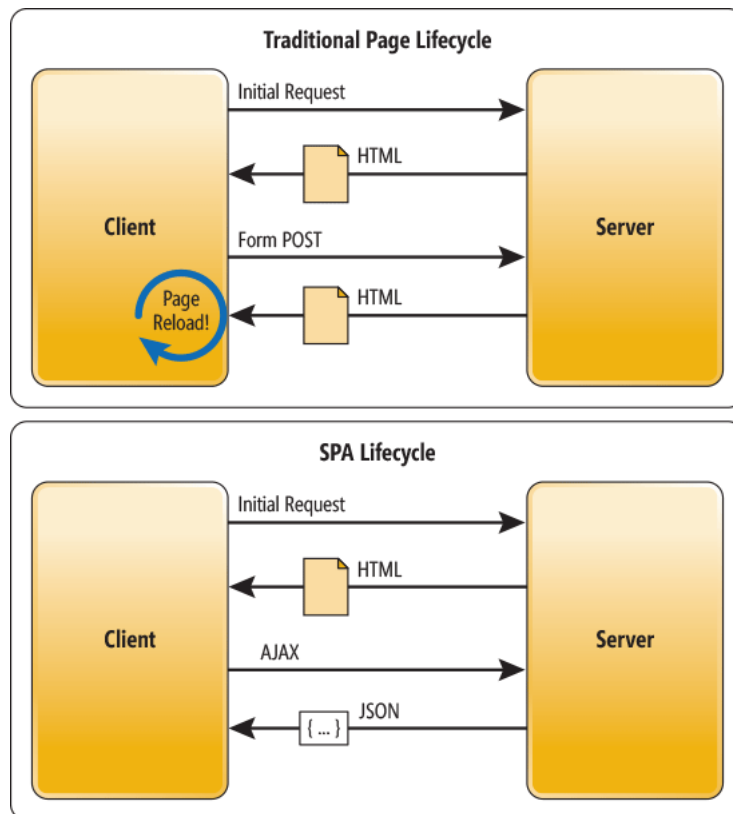 Traditional Page Lifecycle
Initial Request
HTML
Client
Server
Form POST
HTML
Page
Reload!
SPA Lifecycle
Initial Request
HTML
Client
Server
AJAX
JSON
{ ... }